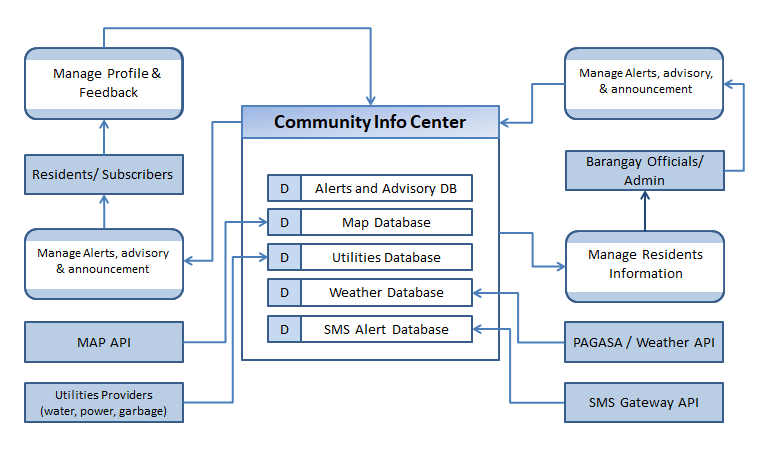 Manage Profile &
Feedback
Residents/ Subscribers
Manage Alerts, advisory
& announcement
MAP API
Utilities Providers
(water, power, garbage)
Community Info Center
D Alerts and Advisory DB
D Map Database
D Utilities Database
D Weather Database
D SMS Alert Database
Manage Alerts, advisory,
& announcement
Barangay Officials/
Admin
Manage Residents
Information
PAGASA / Weather API
SMS Gateway API